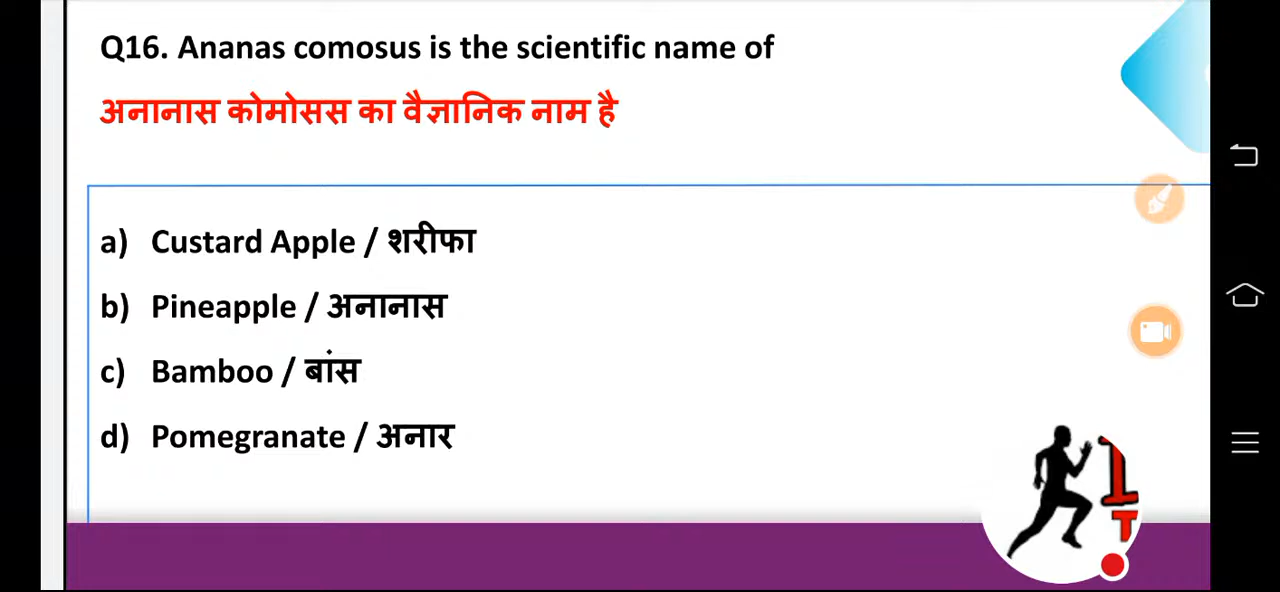 Q16. Ananas comosus is the scientific name of
अनानास कोमोसस का वैज्ञानिक नाम है
a) Custard Apple / शरीफा
b) Pineapple / अनानास
c) Bamboo / बांस
d) Pomegranate / अनार